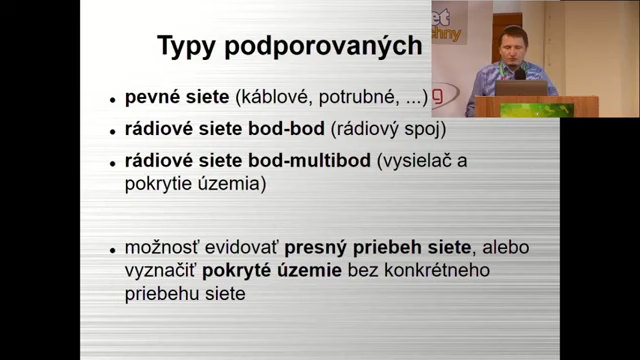 Typy podporovaných
pevné siete (káblové, potrubné, ...)
rádiové siete bod-bod (rádiový spoj)
rádiové siete bod-multibod (vysielač a
pokrytie územia)
možnosť evidovať presný priebeh siete, alebo
vyznačiť pokryté územie bez konkrétneho
priebehu siete